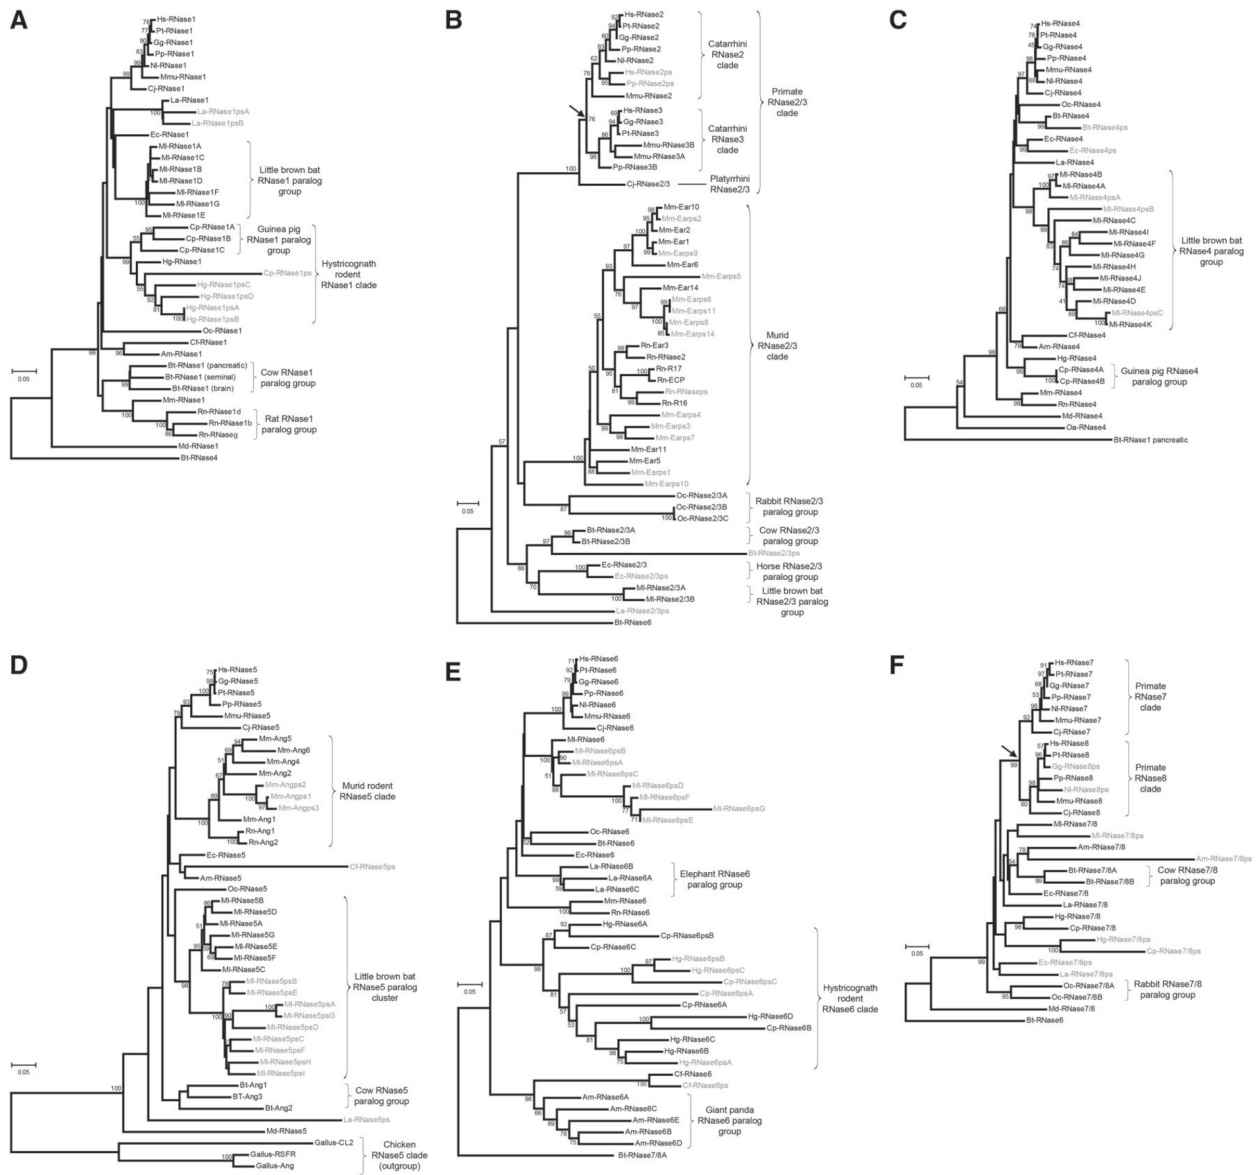 A
Hs-RNase1
Pt-RNase1
Gg-RNase1
Pp-RNase1
Nl-RNase1
Mmu-RNase1
Cj-RNase1
La-RNase1
La-RNase1psA
La-RNase1psB
Ec-RNase1
Ml-RNase1A
Ml-RNase1C
Ml-RNase1B
Ml-RNase1D
Ml-RNase1F
Ml-RNase1G
Ml-RNase1E
Little brown bat
RNase1 paralog
group
Cp-RNase1A
Cp-RNase1B
Cp-RNase1C
Guinea pig
RNase1 paralog
group
Hg-RNase1
Cp-RNase1ps
Hg-RNase1psC
Hg-RNase1psD
Hg-RNase1psA
Hg-RNase1psB
Hystricognath
rodent
RNase1 clade
Oc-RNase1
Cf-RNase1
Am-RNase1
Bt-RNase1 (pancreatic)
Bt-RNase1 (seminal)
Bt-RNase1 (brain)
Cow RNase1
paralog group
Mm-RNase1
Rn-RNase1d
Rn-RNase1b
Rn-RNaseg
Rat RNase1
paralog group
Md-RNase1
Bt-RNase4
0.05
B
Hs-RNase2
Pt-RNase2
Gg-RNase2
Pp-RNase2
Nl-RNase2
Hs-RNase2ps
Pp-RNase2ps
Mmu-RNase2
Catarrhini
RNase2
clade
Hs-RNase3
Gg-RNase3
Pt-RNase3
Mmu-RNase3B
Mmu-RNase3A
Pp-RNase3B
Catarrhini
RNase3
clade
Cj-RNase2/3
Platyrrhini
RNase2/3
Primate
RNase2/3
clade
Mm-Ear10
Mm-Earps2
Mm-Ear2
Mm-Ear1
Mm-Earps9
Mm-Ear6
Mm-Earps5
Mm-Ear14
Mm-Earps6
Mm-Earps11
Mm-Earps8
Mm-Earps14
Rn-Ear3
Rn-RNase2
Rn-R17
Rn-ECP
Rn-RNaseps
Rn-R16
Mm-Earps4
Mm-Earps3
Mm-Earps7
Mm-Ear11
Mm-Ear5
Mm-Earps1
Mm-Earps10
Murid
RNase2/3
clade
Oc-RNase2/3A
Oc-RNase2/3B
Oc-RNase2/3C
Rabbit RNase2/3
paralog group
Bt-RNase2/3A
Bt-RNase2/3B
Cow RNase2/3
paralog group
Bt-RNase2/3ps
Ec-RNase2/3
Ec-RNase2/3ps
Horse RNase2/3
paralog group
Ml-RNase2/3A
Ml-RNase2/3B
Little brown bat
RNase2/3 paralog
group
La-RNase2/3ps
Bt-RNase6
0.05
C
Hs-RNase4
Pt-RNase4
Gg-RNase4
Pp-RNase4
Mmu-RNase4
Nl-RNase4
Cj-RNase4
Oc-RNase4
Bt-RNase4
Bt-RNase4ps
Ec-RNase4
Ec-RNase4ps
La-RNase4
Ml-RNase4B
Ml-RNase4A
Ml-RNase4psA
Ml-RNase4psB
Ml-RNase4C
Ml-RNase4I
Ml-RNase4F
Ml-RNase4G
Ml-RNase4H
Ml-RNase4J
Ml-RNase4E
Ml-RNase4D
Ml-RNase4psC
Ml-RNase4K
Little brown bat
RNase4 paralog
group
Cf-RNase4
Am-RNase4
Hg-RNase4
Cp-RNase4A
Cp-RNase4B
Guinea pig RNase4
paralog group
Mm-RNase4
Rn-RNase4
Md-RNase4
Oa-RNase4
Bt-RNase1 pancreatic
0.05
D
Hs-RNase5
Gg-RNase5
Pt-RNase5
Pp-RNase5
Mmu-RNase5
Cj-RNase5
Mm-Ang5
Mm-Ang6
Mm-Ang4
Mm-Ang2
Mm-Angps2
Mm-Angps1
Mm-Angps3
Mm-Ang1
Rn-Ang1
Rn-Ang2
Murid rodent
RNase5 clade
Ec-RNase5
Cf-RNase5ps
Am-RNase5
Oc-RNase5
Ml-RNase5B
Ml-RNase5D
Ml-RNase5A
Ml-RNase5G
Ml-RNase5E
Ml-RNase5F
Ml-RNase5C
Ml-RNase5psB
Ml-RNase5psE
Ml-RNase5psA
Ml-RNase5psG
Ml-RNase5psD
Ml-RNase5psC
Ml-RNase5psF
Ml-RNase5psH
Ml-RNase5psI
Little brown bat
RNase5 paralog
cluster
Bt-Ang1
BT-Ang3
Bt-Ang2
Cow RNase5
paralog group
La-RNase5ps
Md-RNase5
Gallus-CL2
Gallus-RSFR
Gallus-Ang
Chicken
RNase5 clade
(outgroup)
0.05
E
Hs-RNase6
Pt-RNase6
Gg-RNase6
Pp-RNase6
Nl-RNase6
Mmu-RNase6
Cj-RNase6
Ml-RNase6
Ml-RNase6psB
Ml-RNase6psA
Ml-RNase6psC
Ml-RNase6psD
Ml-RNase6psF
Ml-RNase6psG
Ml-RNase6psE
Oc-RNase6
Bt-RNase6
Ec-RNase6
La-RNase6B
La-RNase6A
La-RNase6C
Elephant RNase6
paralog group
Mm-RNase6
Rn-RNase6
Hg-RNase6A
Cp-RNase6psB
Cp-RNase6C
Hg-RNase6psB
Hg-RNase6psC
Cp-RNase6psC
Cp-RNase6psA
Cp-RNase6A
Hg-RNase6D
Cp-RNase6B
Hg-RNase6C
Hg-RNase6B
Hg-RNase6psA
Hystricognath
rodent
RNase6 clade
Cf-RNase6
Cf-RNase6ps
Am-RNase6A
Am-RNase6C
Am-RNase6E
Am-RNase6B
Am-RNase6D
Giant panda
RNase6 paralog
group
Bt-RNase7/8A
0.05
F
Hs-RNase7
Pt-RNase7
Gg-RNase7
Pp-RNase7
Nl-RNase7
Mmu-RNase7
Cj-RNase7
Primate
RNase7
clade
Hs-RNase8
Pt-RNase8
Gg-RNase8ps
Pp-RNase8
Nl-RNase8ps
Mmu-RNase8
Cj-RNase8
Primate
RNase8
clade
Ml-RNase7/8
Ml-RNase7/8ps
Am-RNase7/8
Am-RNase7/8ps
Bt-RNase7/8A
Bt-RNase7/8B
Cow RNase7/8
paralog group
Ec-RNase7/8
La-RNase7/8
Hg-RNase7/8
Cp-RNase7/8
Hg-RNase7/8ps
Cp-RNase7/8ps
Ec-RNase7/8ps
La-RNase7/8ps
Oc-RNase7/8A
Oc-RNase7/8B
Rabbit RNase7/8
paralog group
Md-RNase7/8
Bt-RNase6
0.05